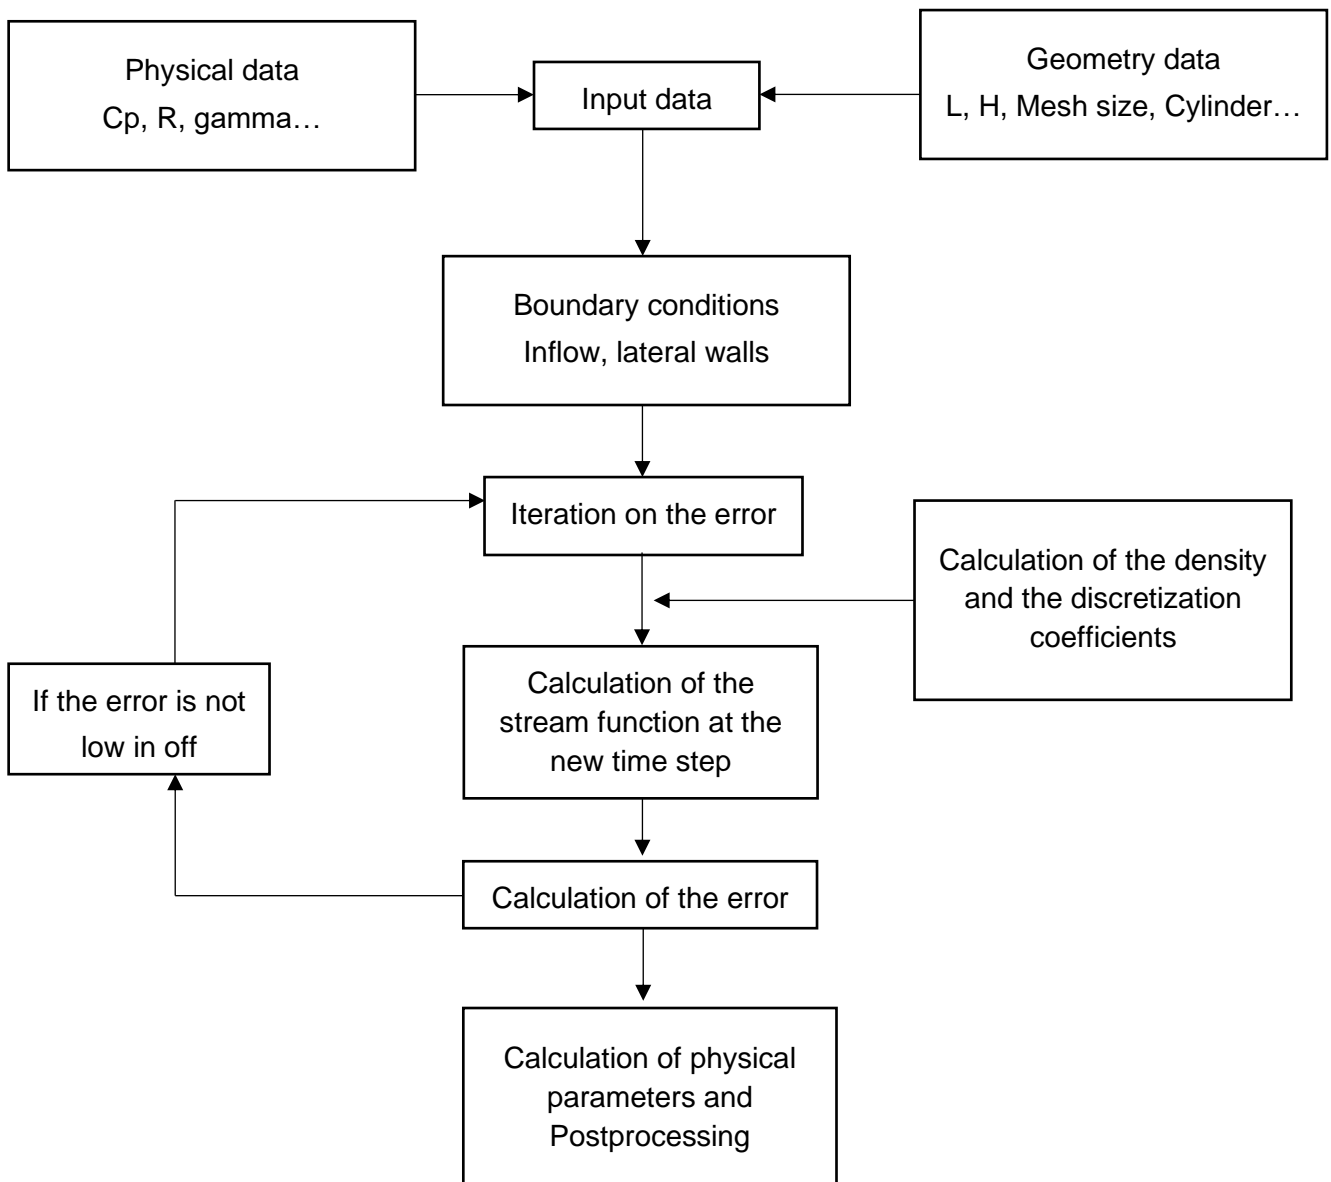 Physical data
Cp, R, gamma…
Input data
Geometry data
L, H, Mesh size, Cylinder…
Boundary conditions
Inflow, lateral walls
Iteration on the error
Calculation of the density
and the discretization
coefficients
If the error is not
low in off
Calculation of the
stream function at the
new time step
Calculation of the error
Calculation of physical
parameters and
Postprocessing